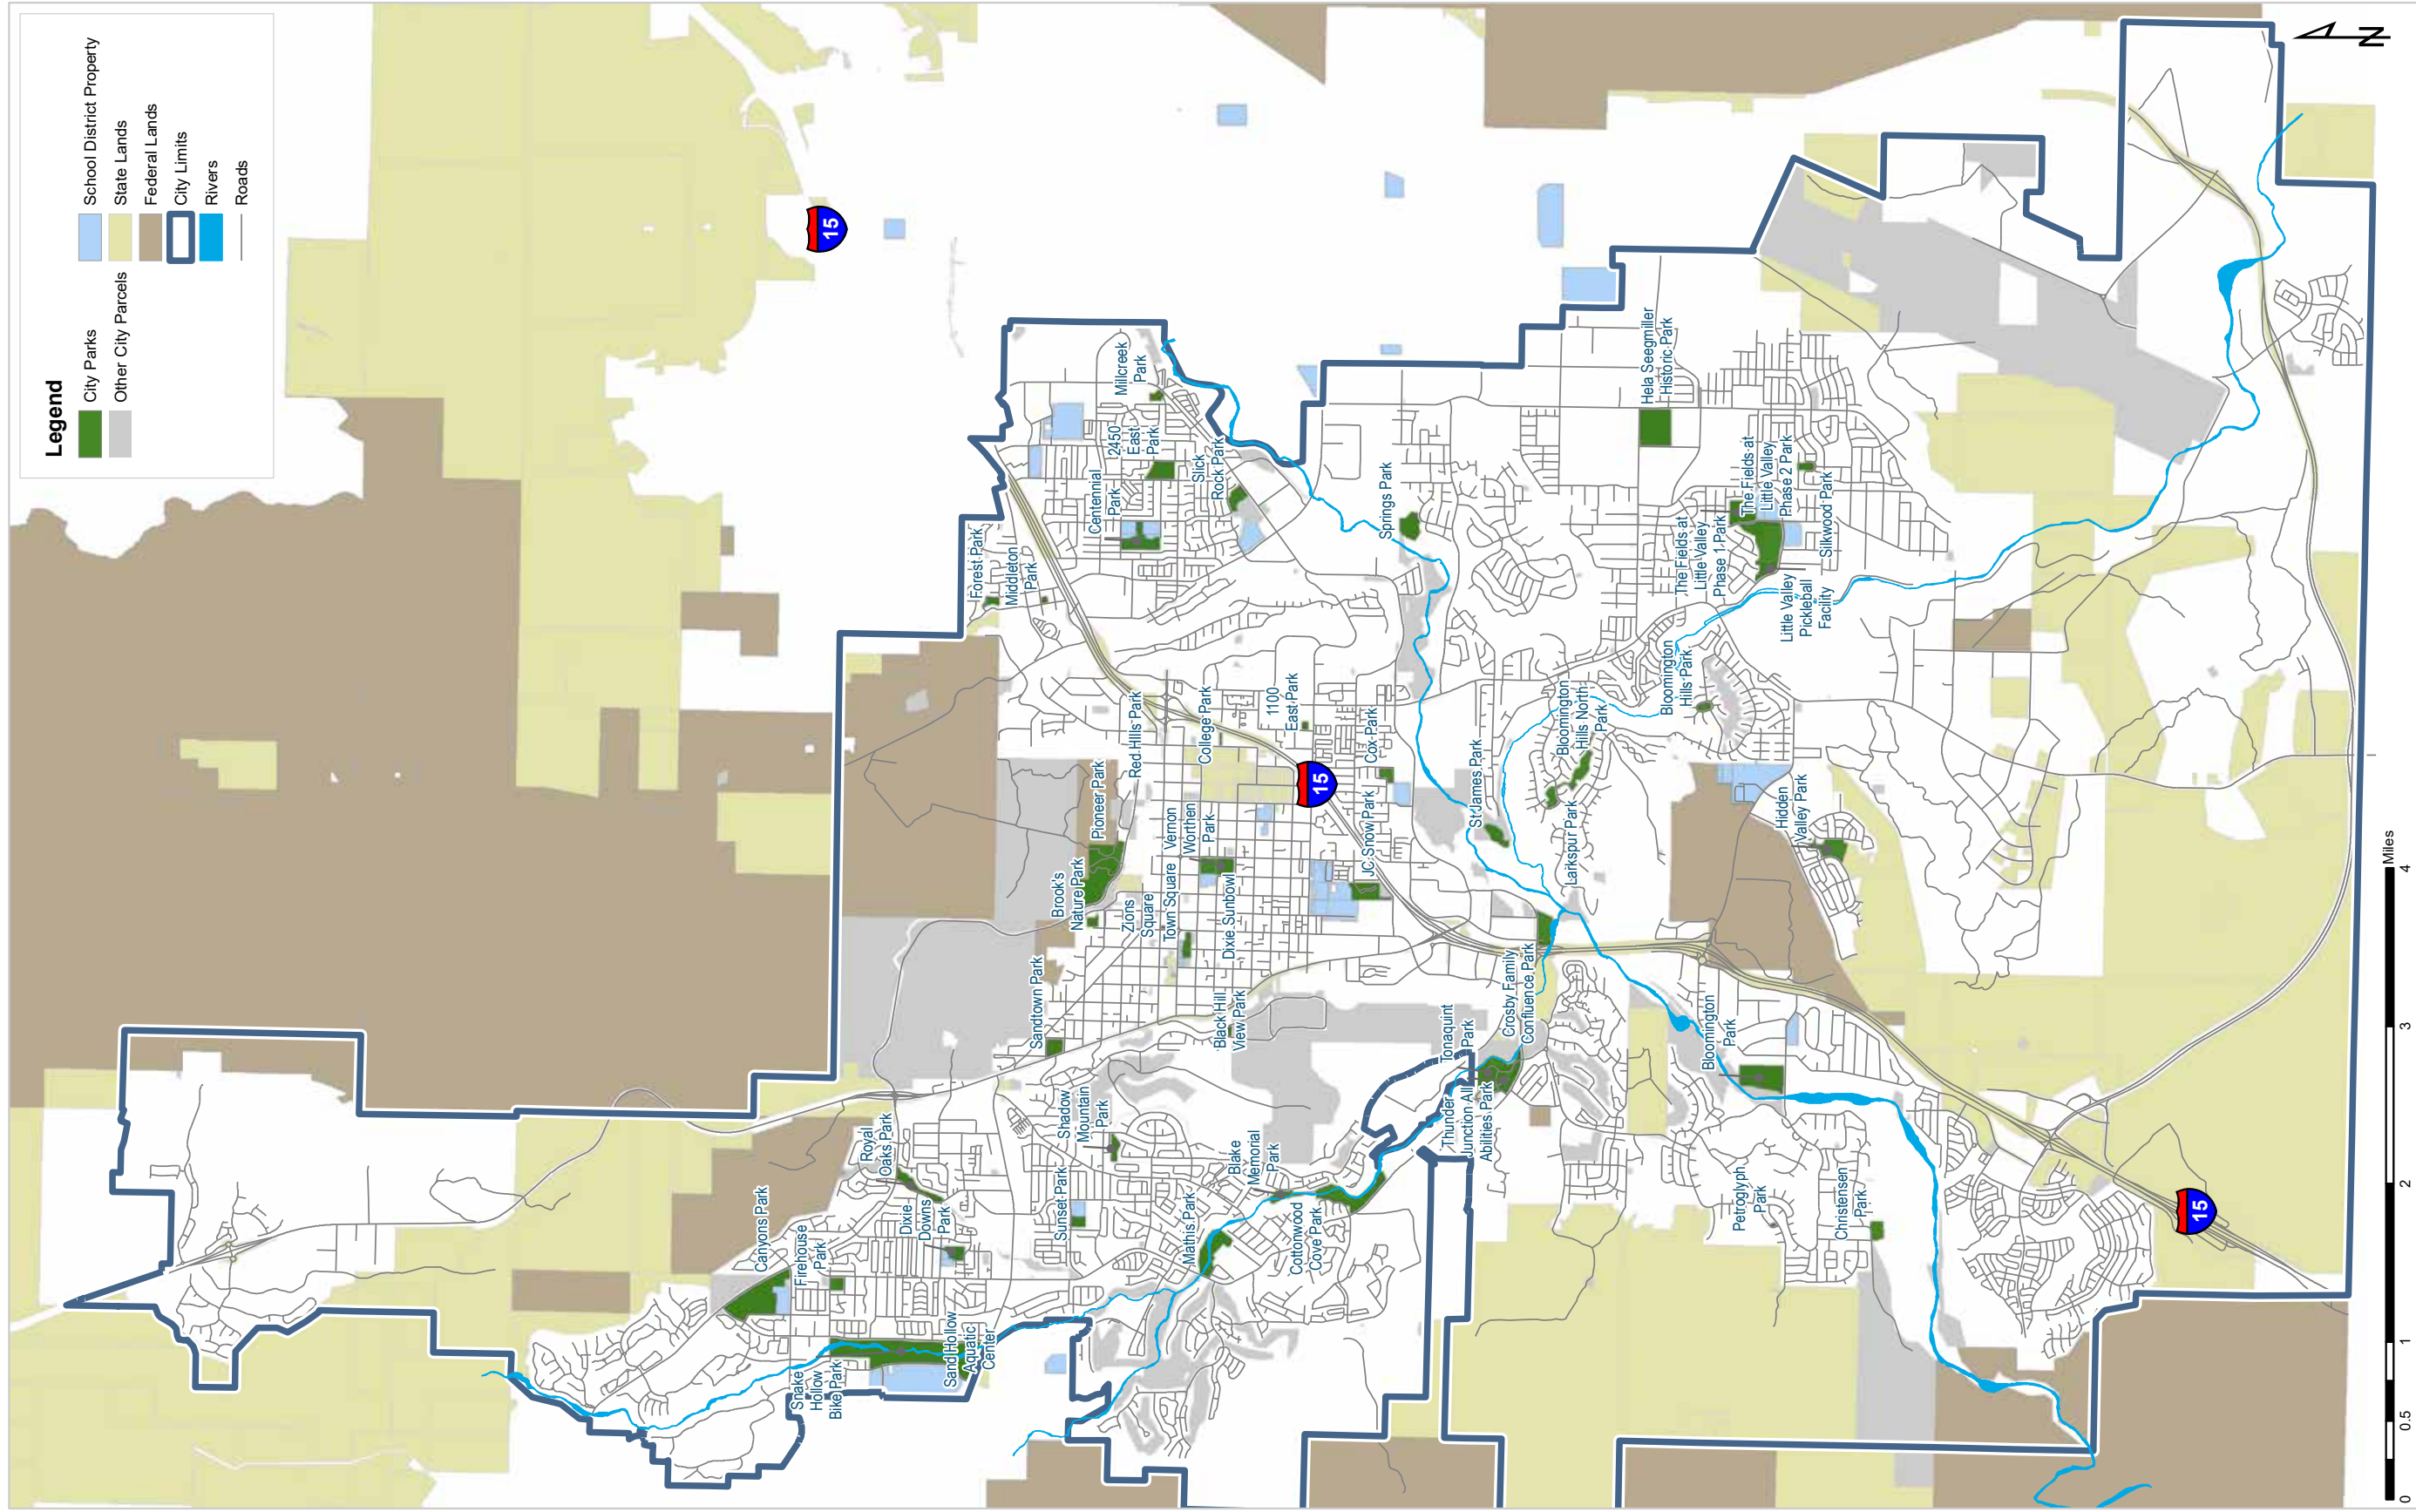 Legend
City Parks
Other City Parcels
School District Property
State Lands
Federal Lands
City Limits
Rivers
Roads
15
15
15
N
Millcreek
Park
2450
East
Park
Centennial
Park
Slick
Rock Park
Forest Park
Middleton
Park
Springs Park
Hela Seegmiller
Historic Park
The Fields at
Little Valley
Phase 2 Park
The Fields at
Little Valley
Phase 1 Park
Silkwood Park
Little Valley
Pickleball
Facility
Bloomington
Hills Park
Bloomington
Hills North
Park
Red Hills Park
College Park
1100
East Park
Cox Park
St James Park
Larkspur Park
Hidden
Valley Park
Pioneer Park
Brook's
Nature Park
Vernon
Worthen
Park
Zions
Square
Town Square
Dixie Sunbowl
JC Snow Park
Sandtown Park
Black Hill
View Park
Crosby Family
Confluence Park
Tonaquint
Park
Thunder
Junction All
Abilities Park
Bloomington
Park
Royal
Oaks Park
Shadow
Mountain
Park
Canyons Park
Firehouse
Park
Dixie
Downs
Park
Sunset Park
Blake
Memorial
Park
Mathis Park
Cottonwood
Cove Park
Petroglyph
Park
Christensen
Park
Snake
Hollow
Bike Park
Sand Hollow
Aquatic
Center
0 0.5 1 2 3 4
Miles